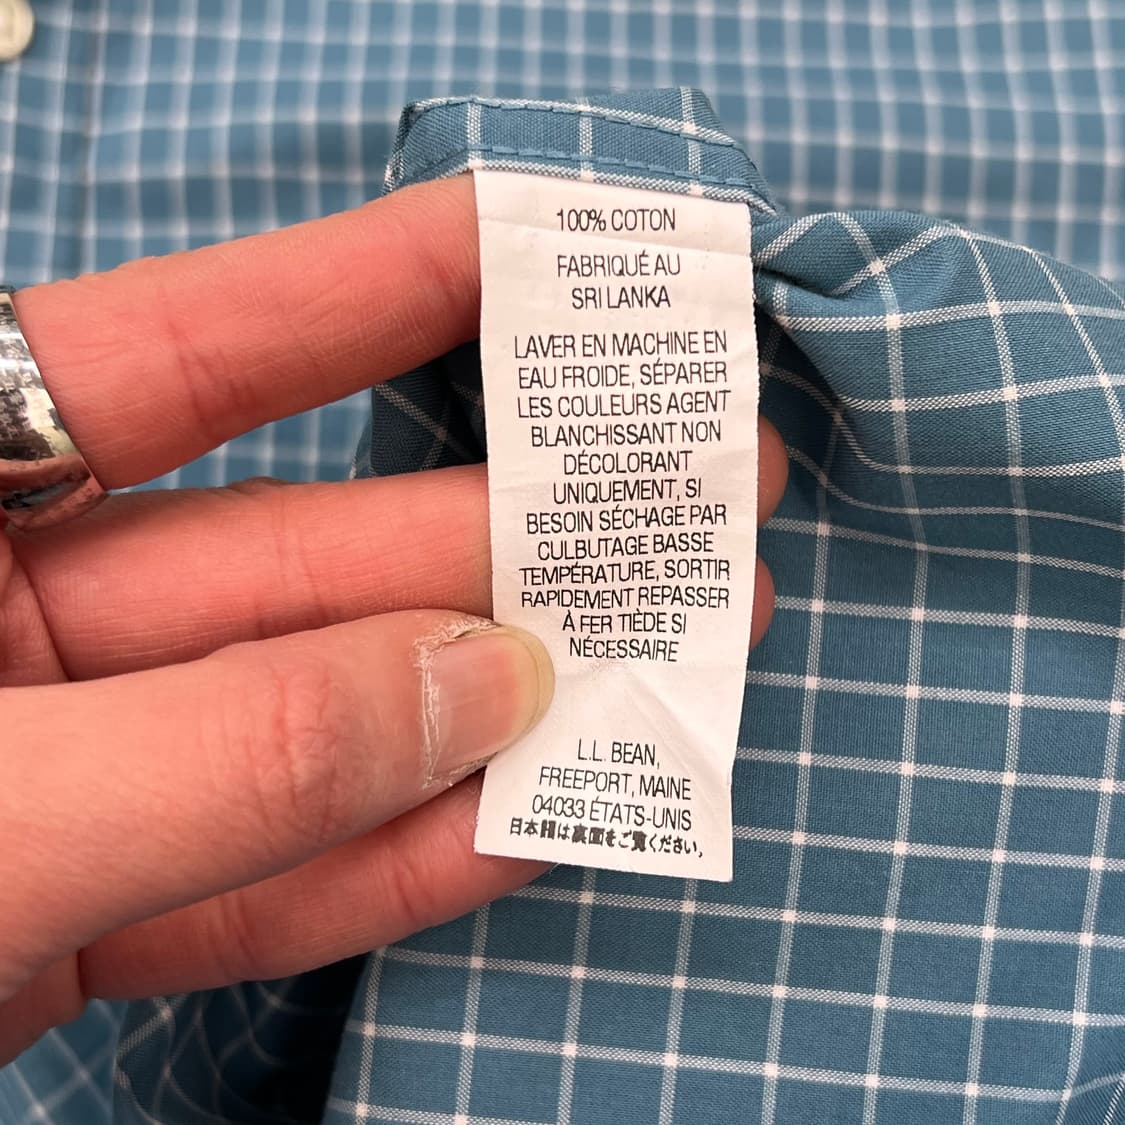 100% COTON
FABRIQUÉ AU
SRI LANKA
LAVER EN MACHINE EN
EAU FROIDE, SÉPARER
LES COULEURS AGENT
BLANCHISSANT NON
DÉCOLORANT
UNIQUEMENT, SI
BESOIN SÉCHAGE PAR
CULBUTAGE BASSE
TEMPÉRATURE, SORTIR
RAPIDEMENT REPASSER
À FER TIÈDE SI
NÉCESSAIRE
L.L. BEAN,
FREEPORT, MAINE
04033 ÉTATS-UNIS
日本語は裏面をご覧ください。